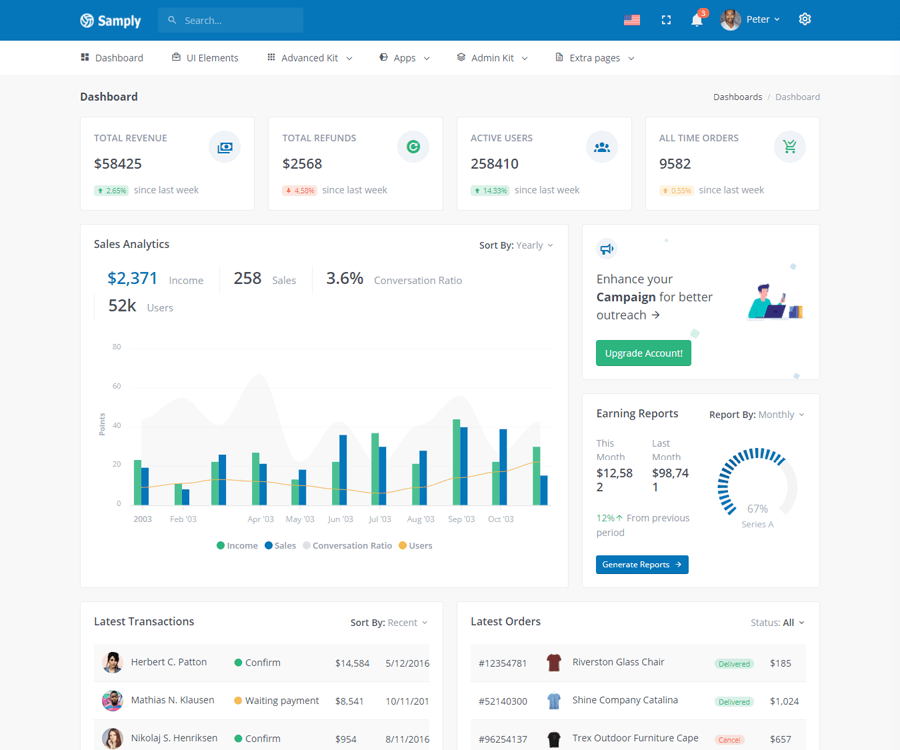 Samply
Search...
3
Peter
Dashboard
UI Elements
Advanced Kit
Apps
Admin Kit
Extra pages
Dashboard
Dashboards / Dashboard
TOTAL REVENUE
$58425
2.65% since last week
TOTAL REFUNDS
$2568
4.58% since last week
ACTIVE USERS
258410
14.33% since last week
ALL TIME ORDERS
9582
0.55% since last week
Sales Analytics
Sort By: Yearly
$2,371 Income
258 Sales
3.6% Conversation Ratio
52k Users
80
60
40
20
0
Points
2003 Feb '03 Apr '03 May '03 Jun '03 Jul '03 Aug '03 Sep '03 Oct '03
Income Sales Conversation Ratio Users
Enhance your
Campaign for better
outreach →
Upgrade Account!
Earning Reports
Report By: Monthly
This
Month
$12,58
2
Last
Month
$98,74
1
12%↑ From previous
period
Generate Reports →
67%
Series A
Latest Transactions
Sort By: Recent
Herbert C. Patton Confirm $14,584 5/12/2016
Mathias N. Klausen Waiting payment $8,541 10/11/201
Nikolaj S. Henriksen Confirm $954 8/11/2016
Latest Orders
Status: All
#12354781 Riverston Glass Chair Delivered $185
#52140300 Shine Company Catalina Delivered $1,024
#96254137 Trex Outdoor Furniture Cape Cancel $657